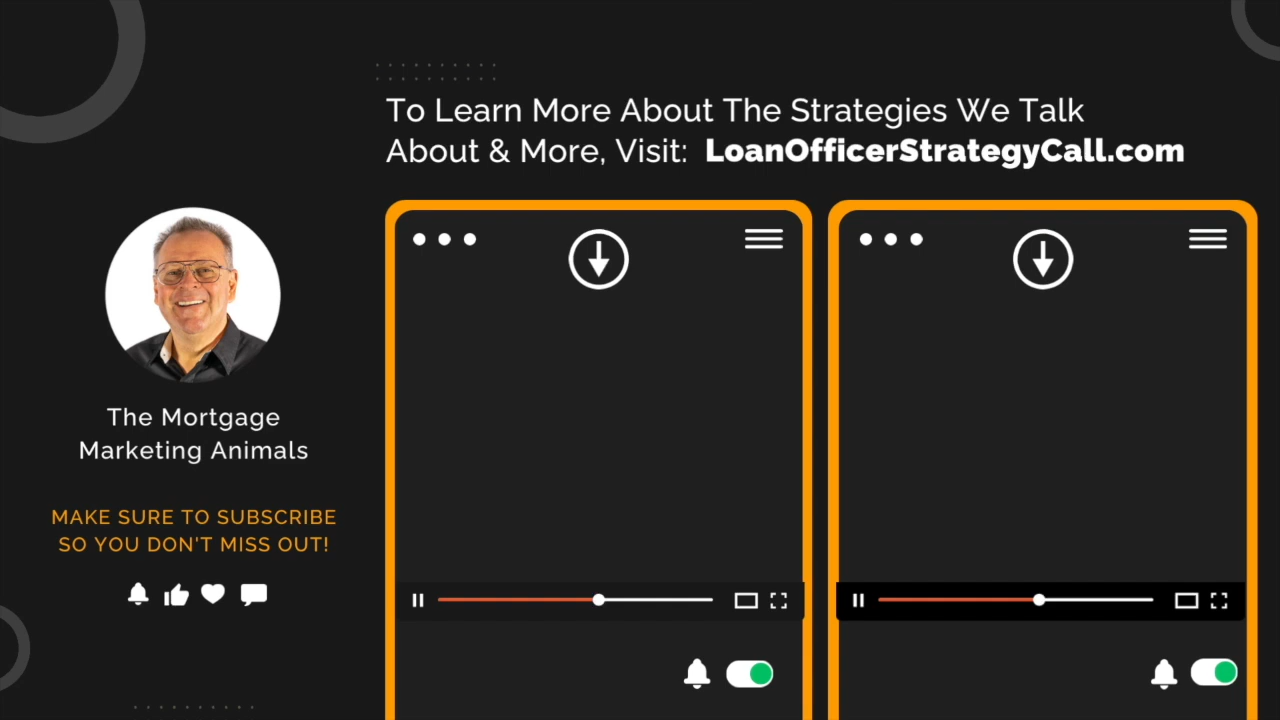 To Learn More About The Strategies We Talk
About & More, Visit: LoanOfficerStrategyCall.com
The Mortgage
Marketing Animals
MAKE SURE TO SUBSCRIBE
SO YOU DON'T MISS OUT!